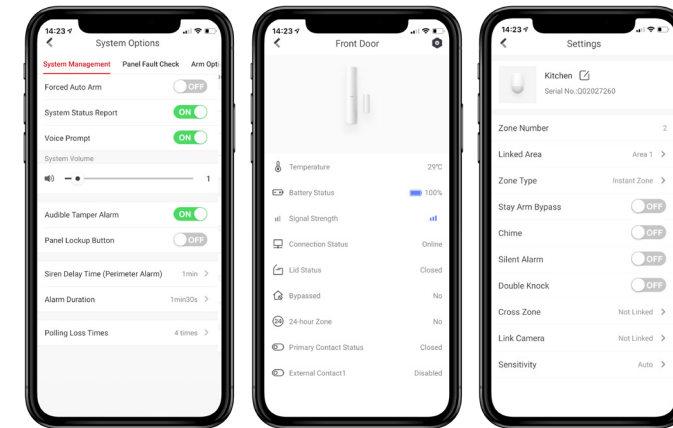 14:23
System Options
System Management Panel Fault Check Arm Opti
Forced Auto Arm OFF
System Status Report ON
Voice Prompt ON
System Volume
1
Audible Tamper Alarm ON
Panel Lockup Button OFF
Siren Delay Time (Perimeter Alarm) 1min >
Alarm Duration 1min30s >
Polling Loss Times 4 times >
14:23
Front Door
Temperature 29°C
Battery Status 100%
Signal Strength
Connection Status Online
Lid Status Closed
Bypassed No
24 24-hour Zone No
Primary Contact Status Closed
External Contact1 Disabled
14:23
Settings
Kitchen
Serial No.:Q02027260
Zone Number 2
Linked Area Area 1 >
Zone Type Instant Zone >
Stay Arm Bypass OFF
Chime OFF
Silent Alarm OFF
Double Knock OFF
Cross Zone Not Linked >
Link Camera Not Linked >
Sensitivity Auto >